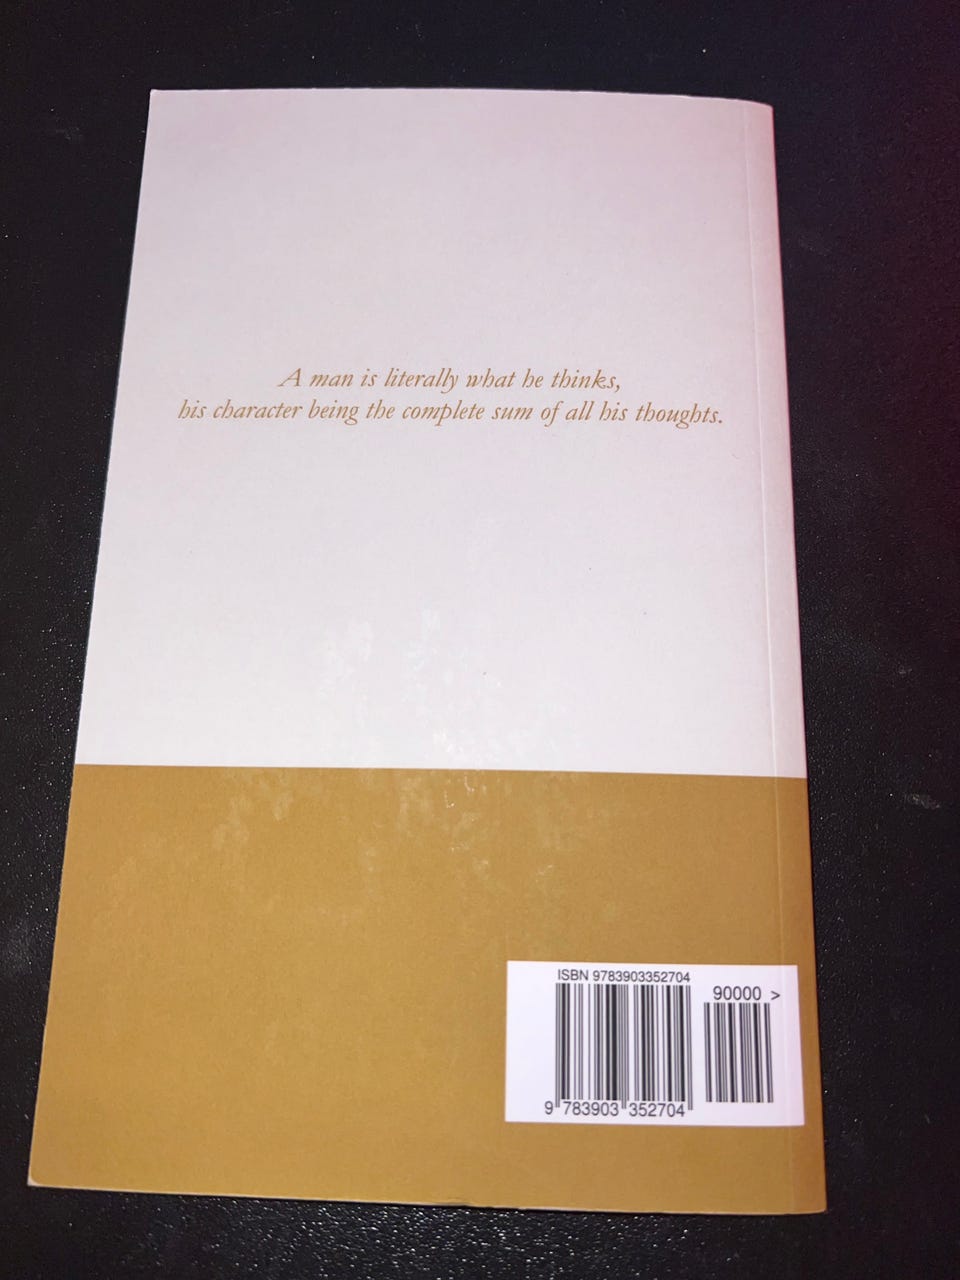 A man is literally what he thinks,
his character being the complete sum of all his thoughts.
ISBN 9783903352704
90000 >
9 783903 352704